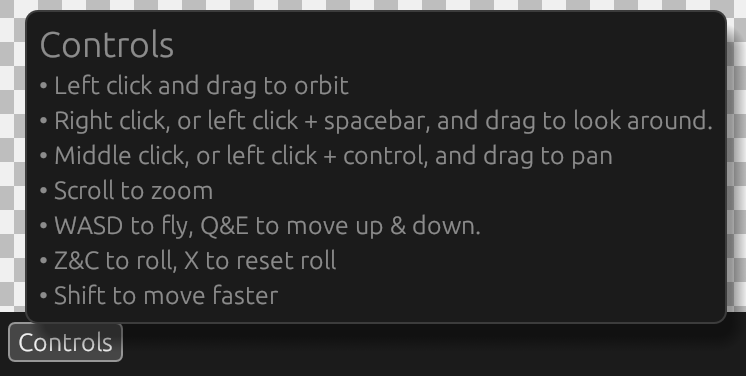 Controls
• Left click and drag to orbit
• Right click, or left click + spacebar, and drag to look around.
• Middle click, or left click + control, and drag to pan
• Scroll to zoom
• WASD to fly, Q&E to move up & down.
• Z&C to roll, X to reset roll
• Shift to move faster
Controls